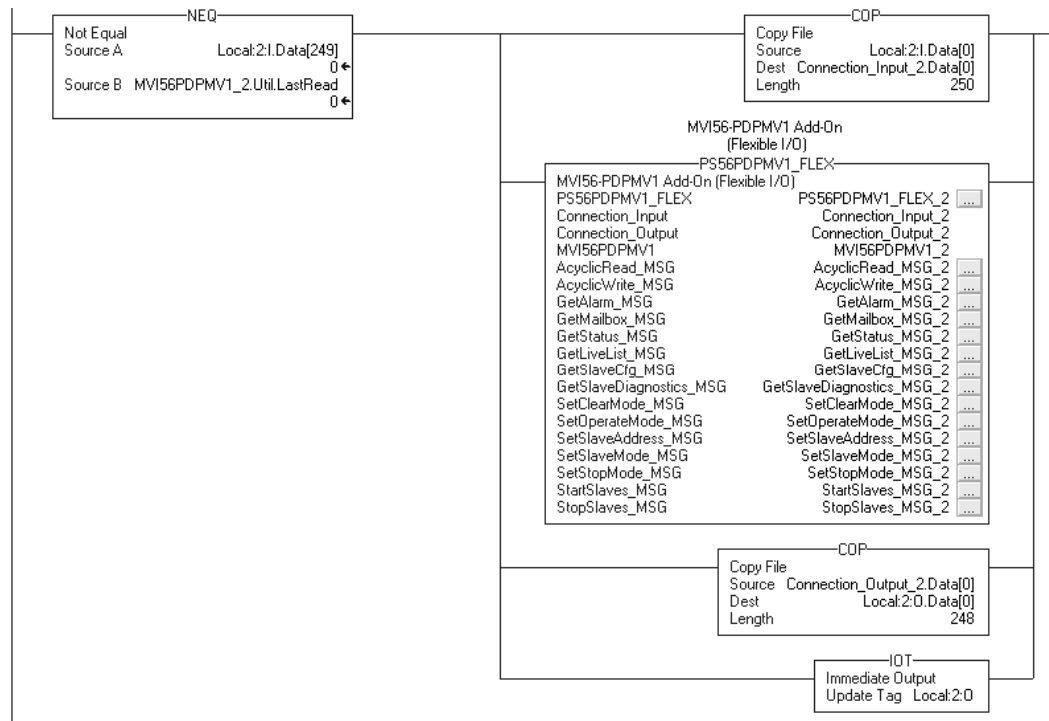 NEQ
Not Equal
Source A Local:2:I.Data[249]
0
Source B MVI56PDPMV1_2.Util.LastRead
0
COP
Copy File
Source Local:2:I.Data[0]
Dest Connection_Input_2.Data[0]
Length 250
MVI56-PDPMV1 Add-On
(Flexible I/O)
PS56PDPMV1_FLEX
MVI56-PDPMV1 Add-On (Flexible I/O)
PS56PDPMV1_FLEX PS56PDPMV1_FLEX_2 ...
Connection_Input Connection_Input_2
Connection_Output Connection_Output_2
MVI56PDPMV1 MVI56PDPMV1_2
AcyclicRead_MSG AcyclicRead_MSG_2 ...
AcyclicWrite_MSG AcyclicWrite_MSG_2 ...
GetAlarm_MSG GetAlarm_MSG_2 ...
GetMailbox_MSG GetMailbox_MSG_2 ...
GetStatus_MSG GetStatus_MSG_2 ...
GetLiveList_MSG GetLiveList_MSG_2 ...
GetSlaveCfg_MSG GetSlaveCfg_MSG_2 ...
GetSlaveDiagnostics_MSG GetSlaveDiagnostics_MSG_2 ...
SetClearMode_MSG SetClearMode_MSG_2 ...
SetOperateMode_MSG SetOperateMode_MSG_2 ...
SetSlaveAddress_MSG SetSlaveAddress_MSG_2 ...
SetSlaveMode_MSG SetSlaveMode_MSG_2 ...
SetStopMode_MSG SetStopMode_MSG_2 ...
StartSlaves_MSG StartSlaves_MSG_2 ...
StopSlaves_MSG StopSlaves_MSG_2 ...
COP
Copy File
Source Connection_Output_2.Data[0]
Dest Local:2:O.Data[0]
Length 248
IOT
Immediate Output
Update Tag Local:2:O